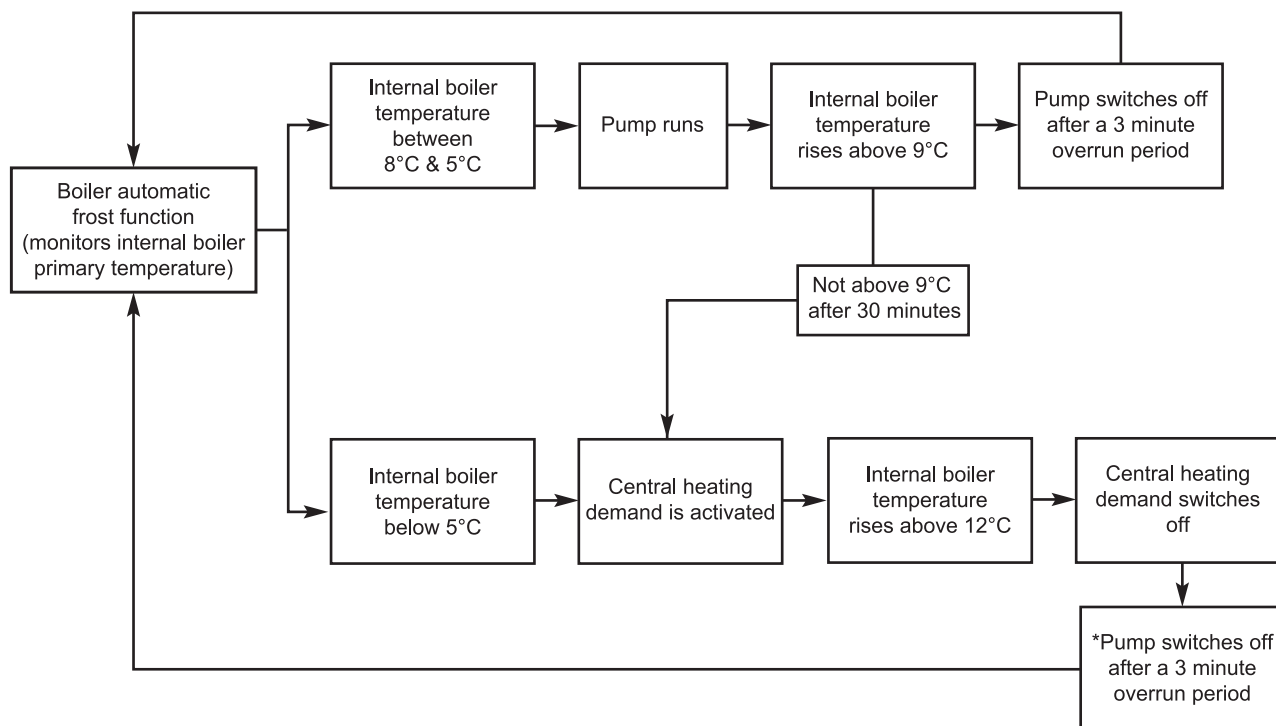 Boiler automatic
frost function
(monitors internal boiler
primary temperature)
Internal boiler
temperature
between
8°C & 5°C
Pump runs
Internal boiler
temperature
rises above 9°C
Pump switches off
after a 3 minute
overrun period
Not above 9°C
after 30 minutes
Internal boiler
temperature
below 5°C
Central heating
demand is activated
Internal boiler
temperature
rises above 12°C
Central heating
demand switches
off
*Pump switches off
after a 3 minute
overrun period